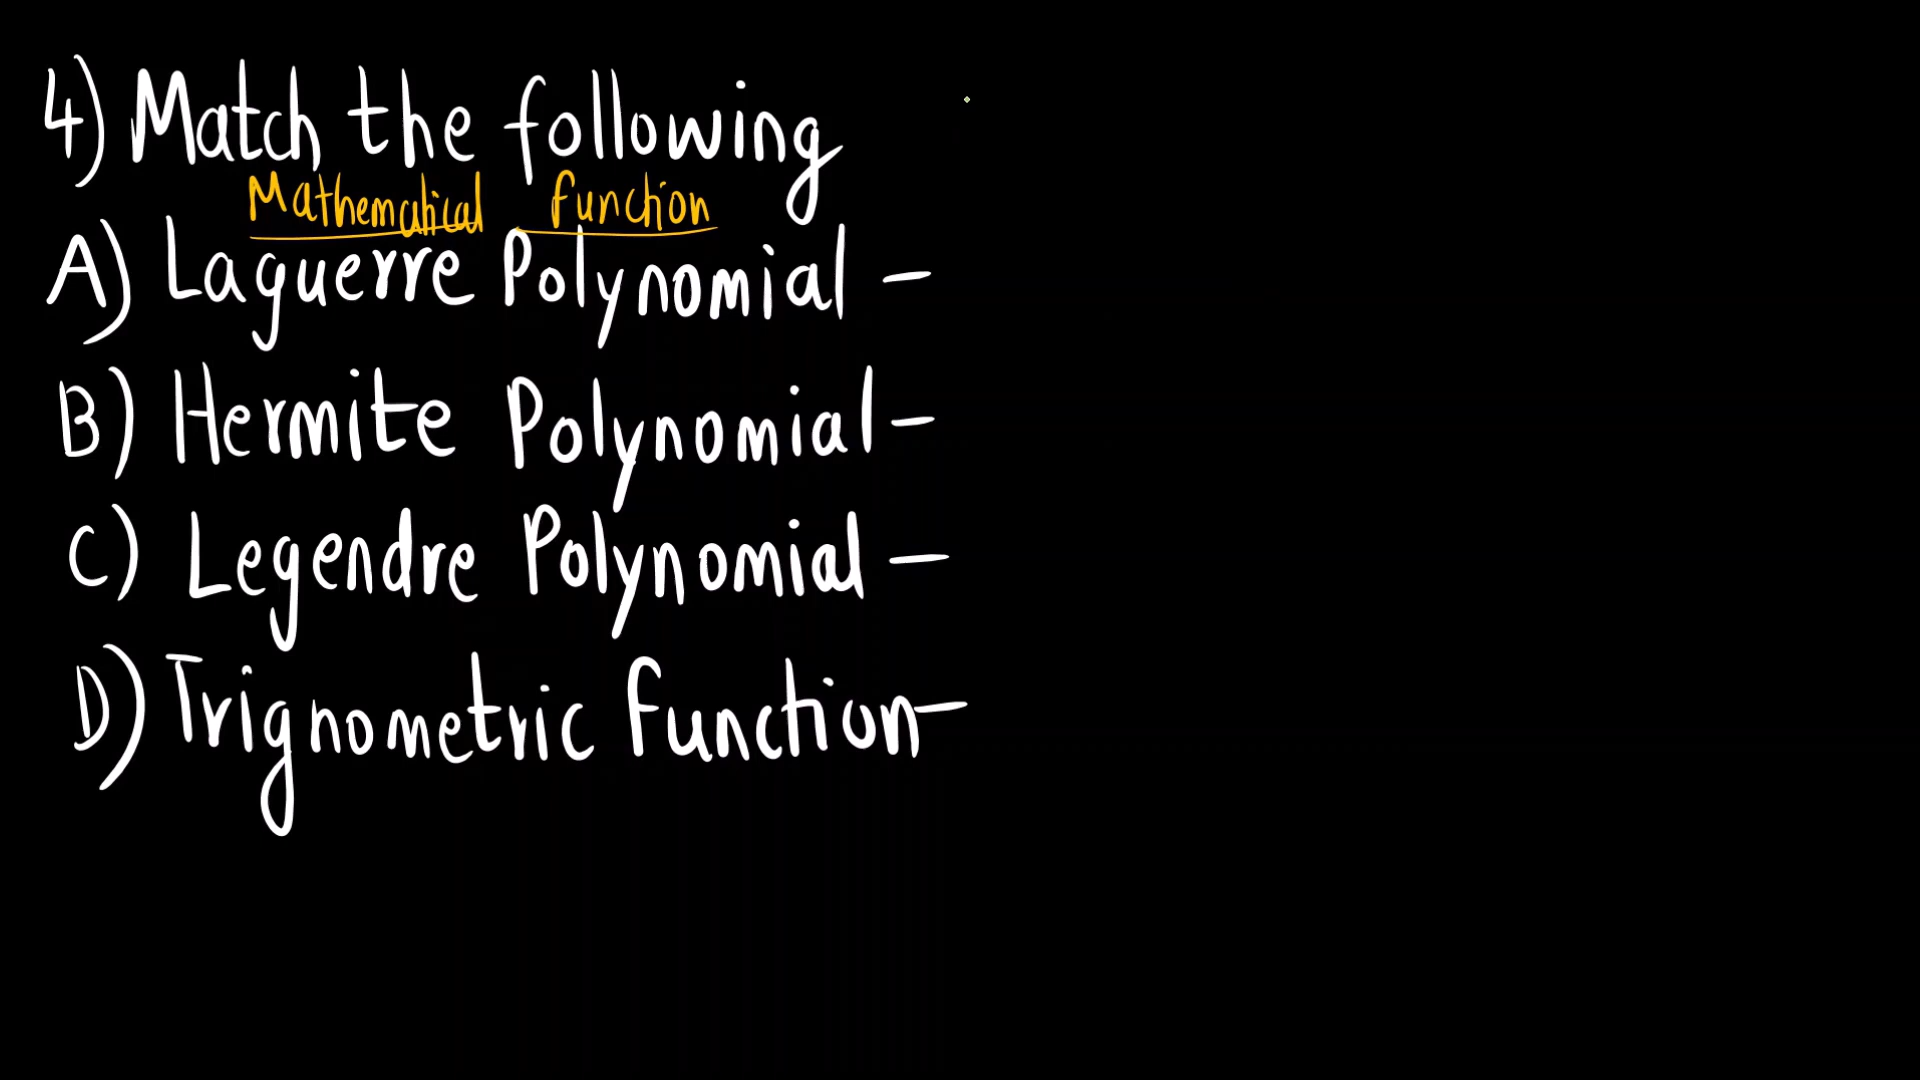 4) Match the following
Mathematical function
A) Laguerre Polynomial -
B) Hermite Polynomial -
C) Legendre Polynomial -
D) Trignometric function -